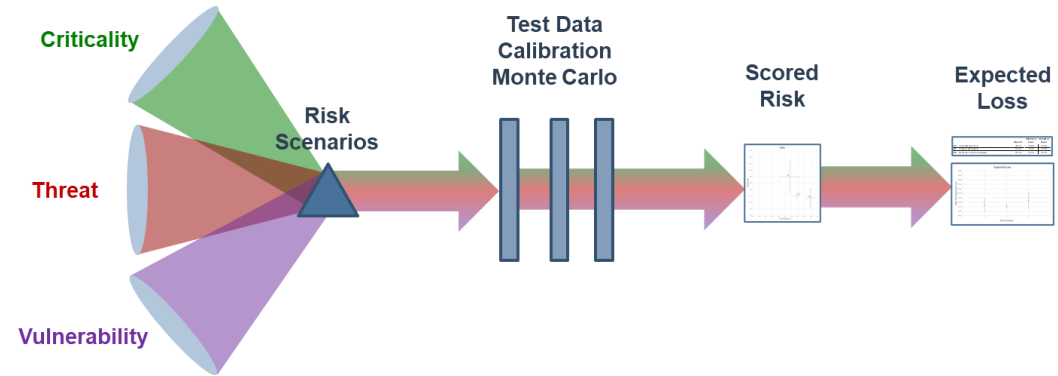 Criticality
Threat
Vulnerability
Risk
Scenarios
Test Data
Calibration
Monte Carlo
Scored
Risk
Expected
Loss